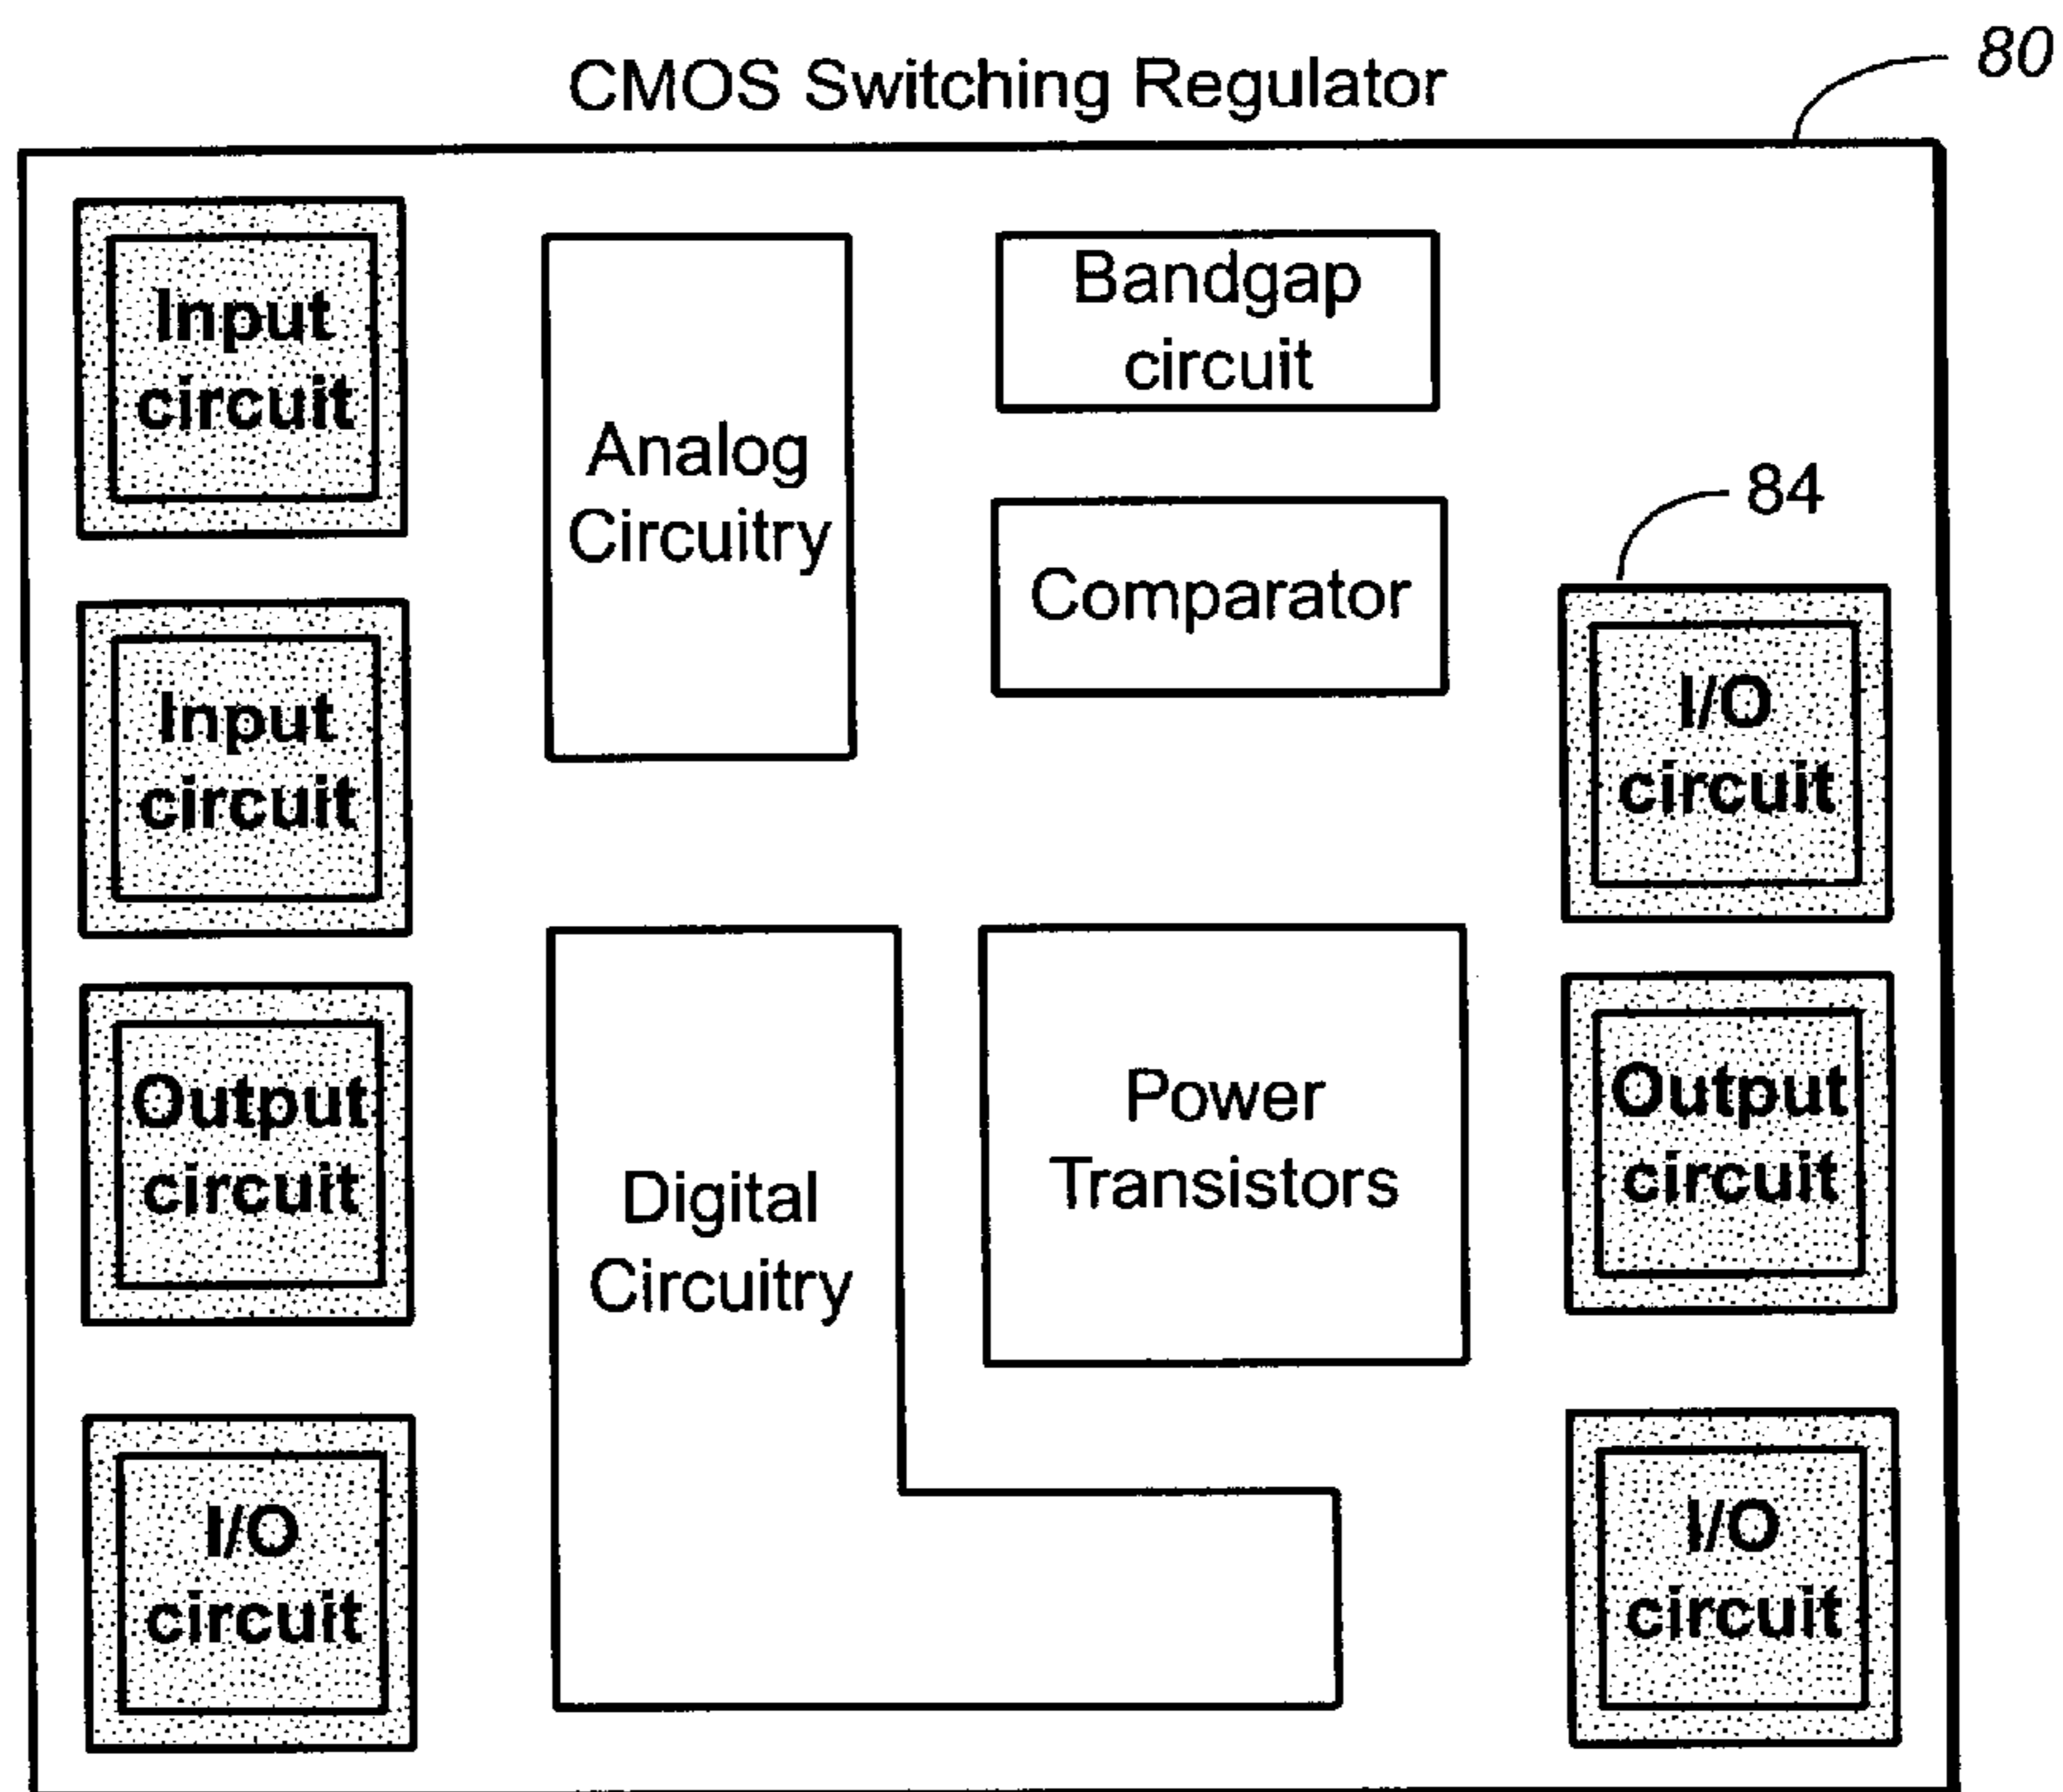 80
CMOS Switching Regulator
Input
circuit
Analog
Circuitry
Bandgap
circuit
84
Comparator
Input
circuit
I/O
circuit
Output
circuit
Digital
Circuitry
Power
Transistors
Output
circuit
I/O
circuit
I/O
circuit